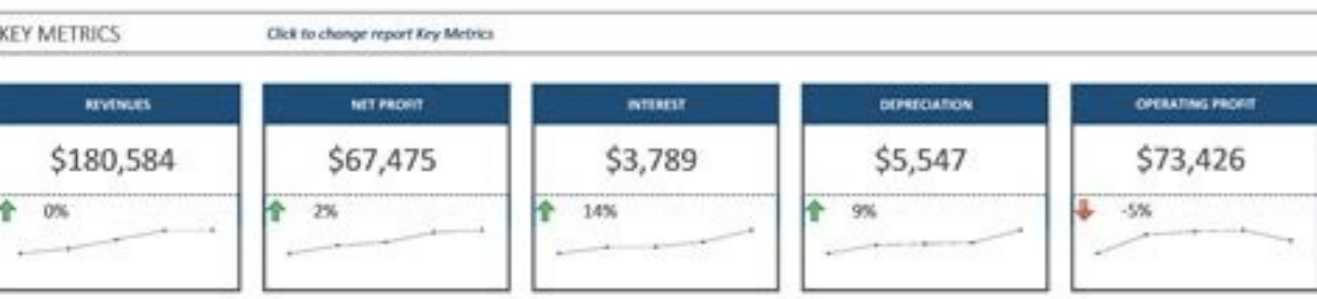 KEY METRICS Click to change report Key Metrics
REVENUES NET PROFIT INTEREST DEPRECIATION OPERATING PROFIT
$180,584 $67,475 $3,789 $5,547 $73,426
0% 2% 14% 9% -5%